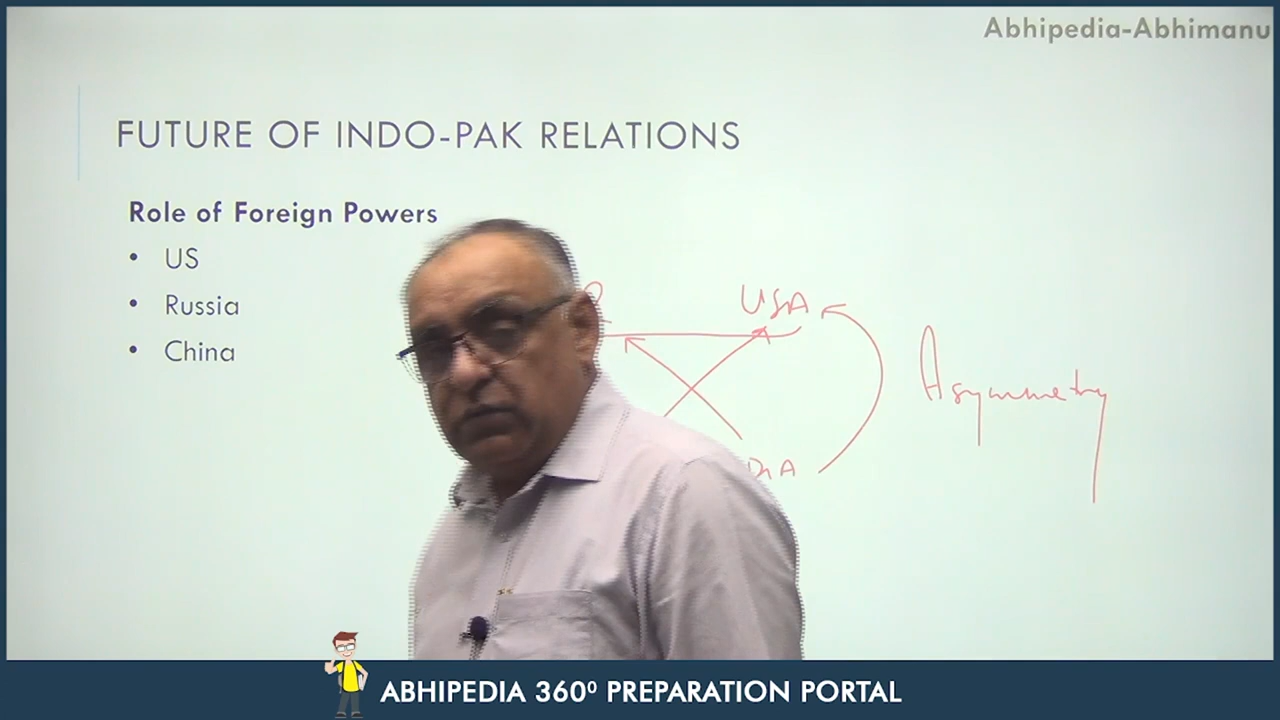 Abhipedia-Abhimanu
FUTURE OF INDO-PAK RELATIONS
Role of Foreign Powers
• US
• Russia
• China
USA
Asymmetry
ABHIPEDIA 360⁰ PREPARATION PORTAL